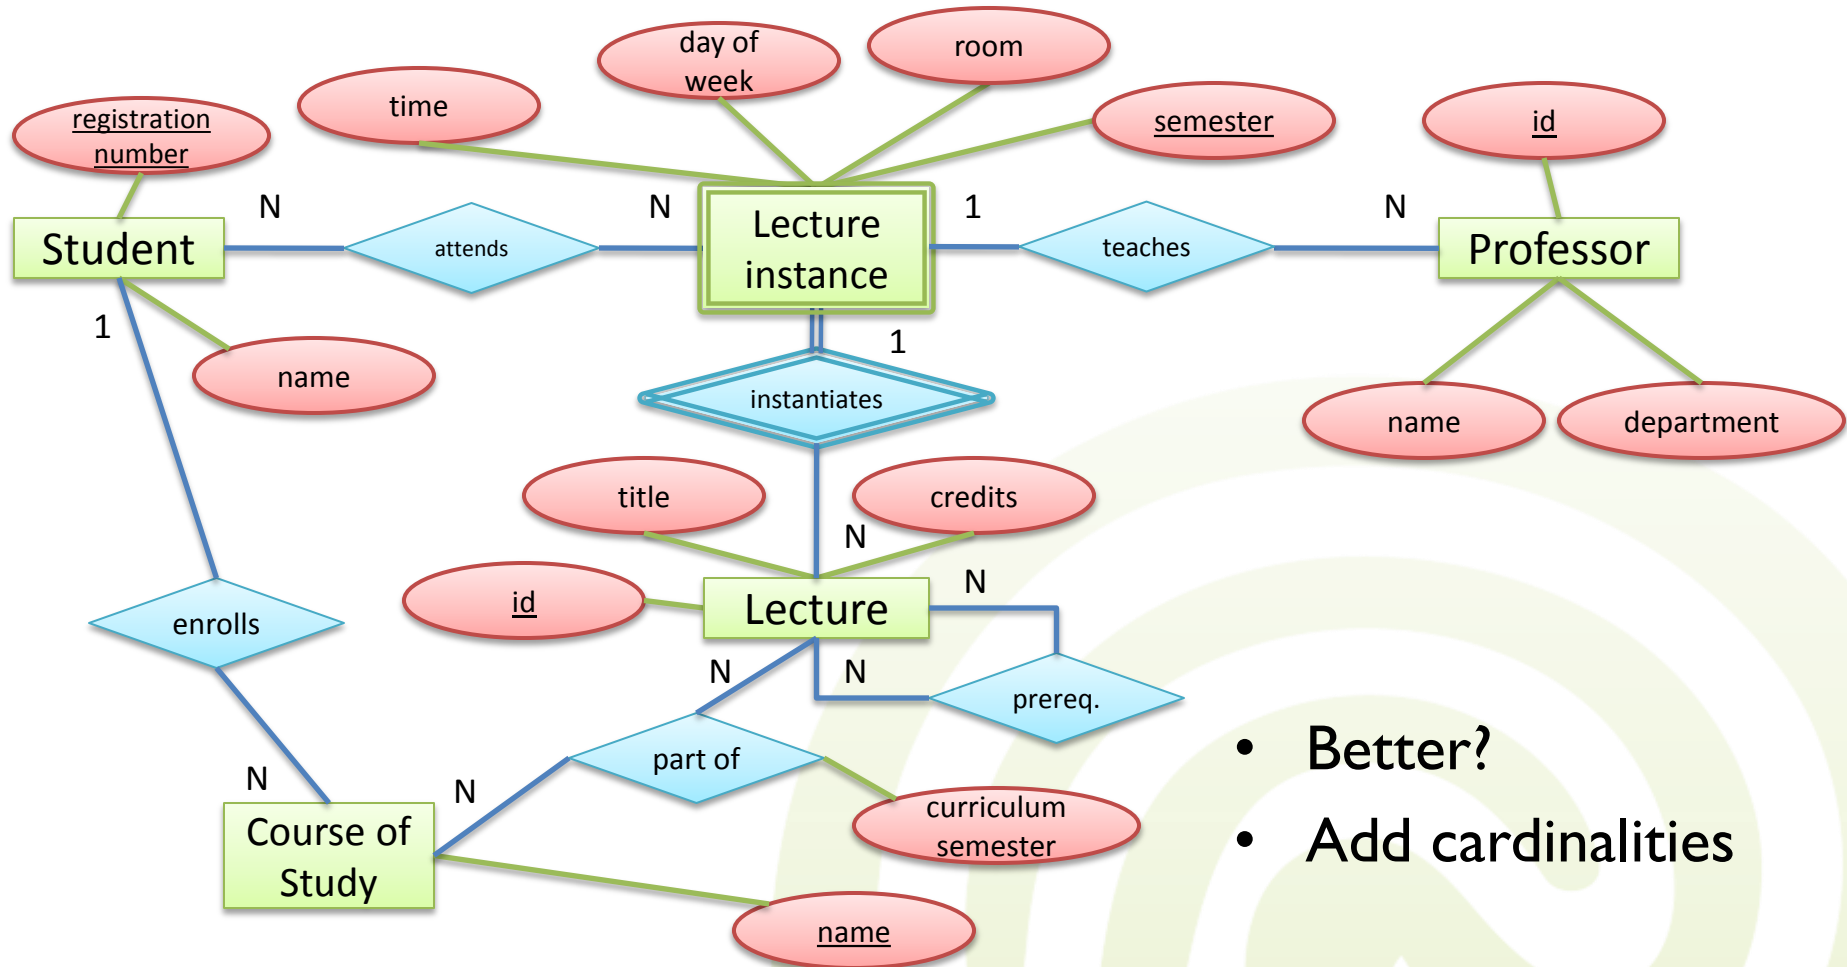 day of
week
room
time
registration
number
semester
id
N
N
1
N
Student
attends
Lecture
instance
teaches
Professor
1
1
name
instantiates
name
department
title
credits
N
N
id
Lecture
enrolls
N
N
prereq.
part of
N
N
curriculum
semester
Course of
Study
name
• Better?
• Add cardinalities